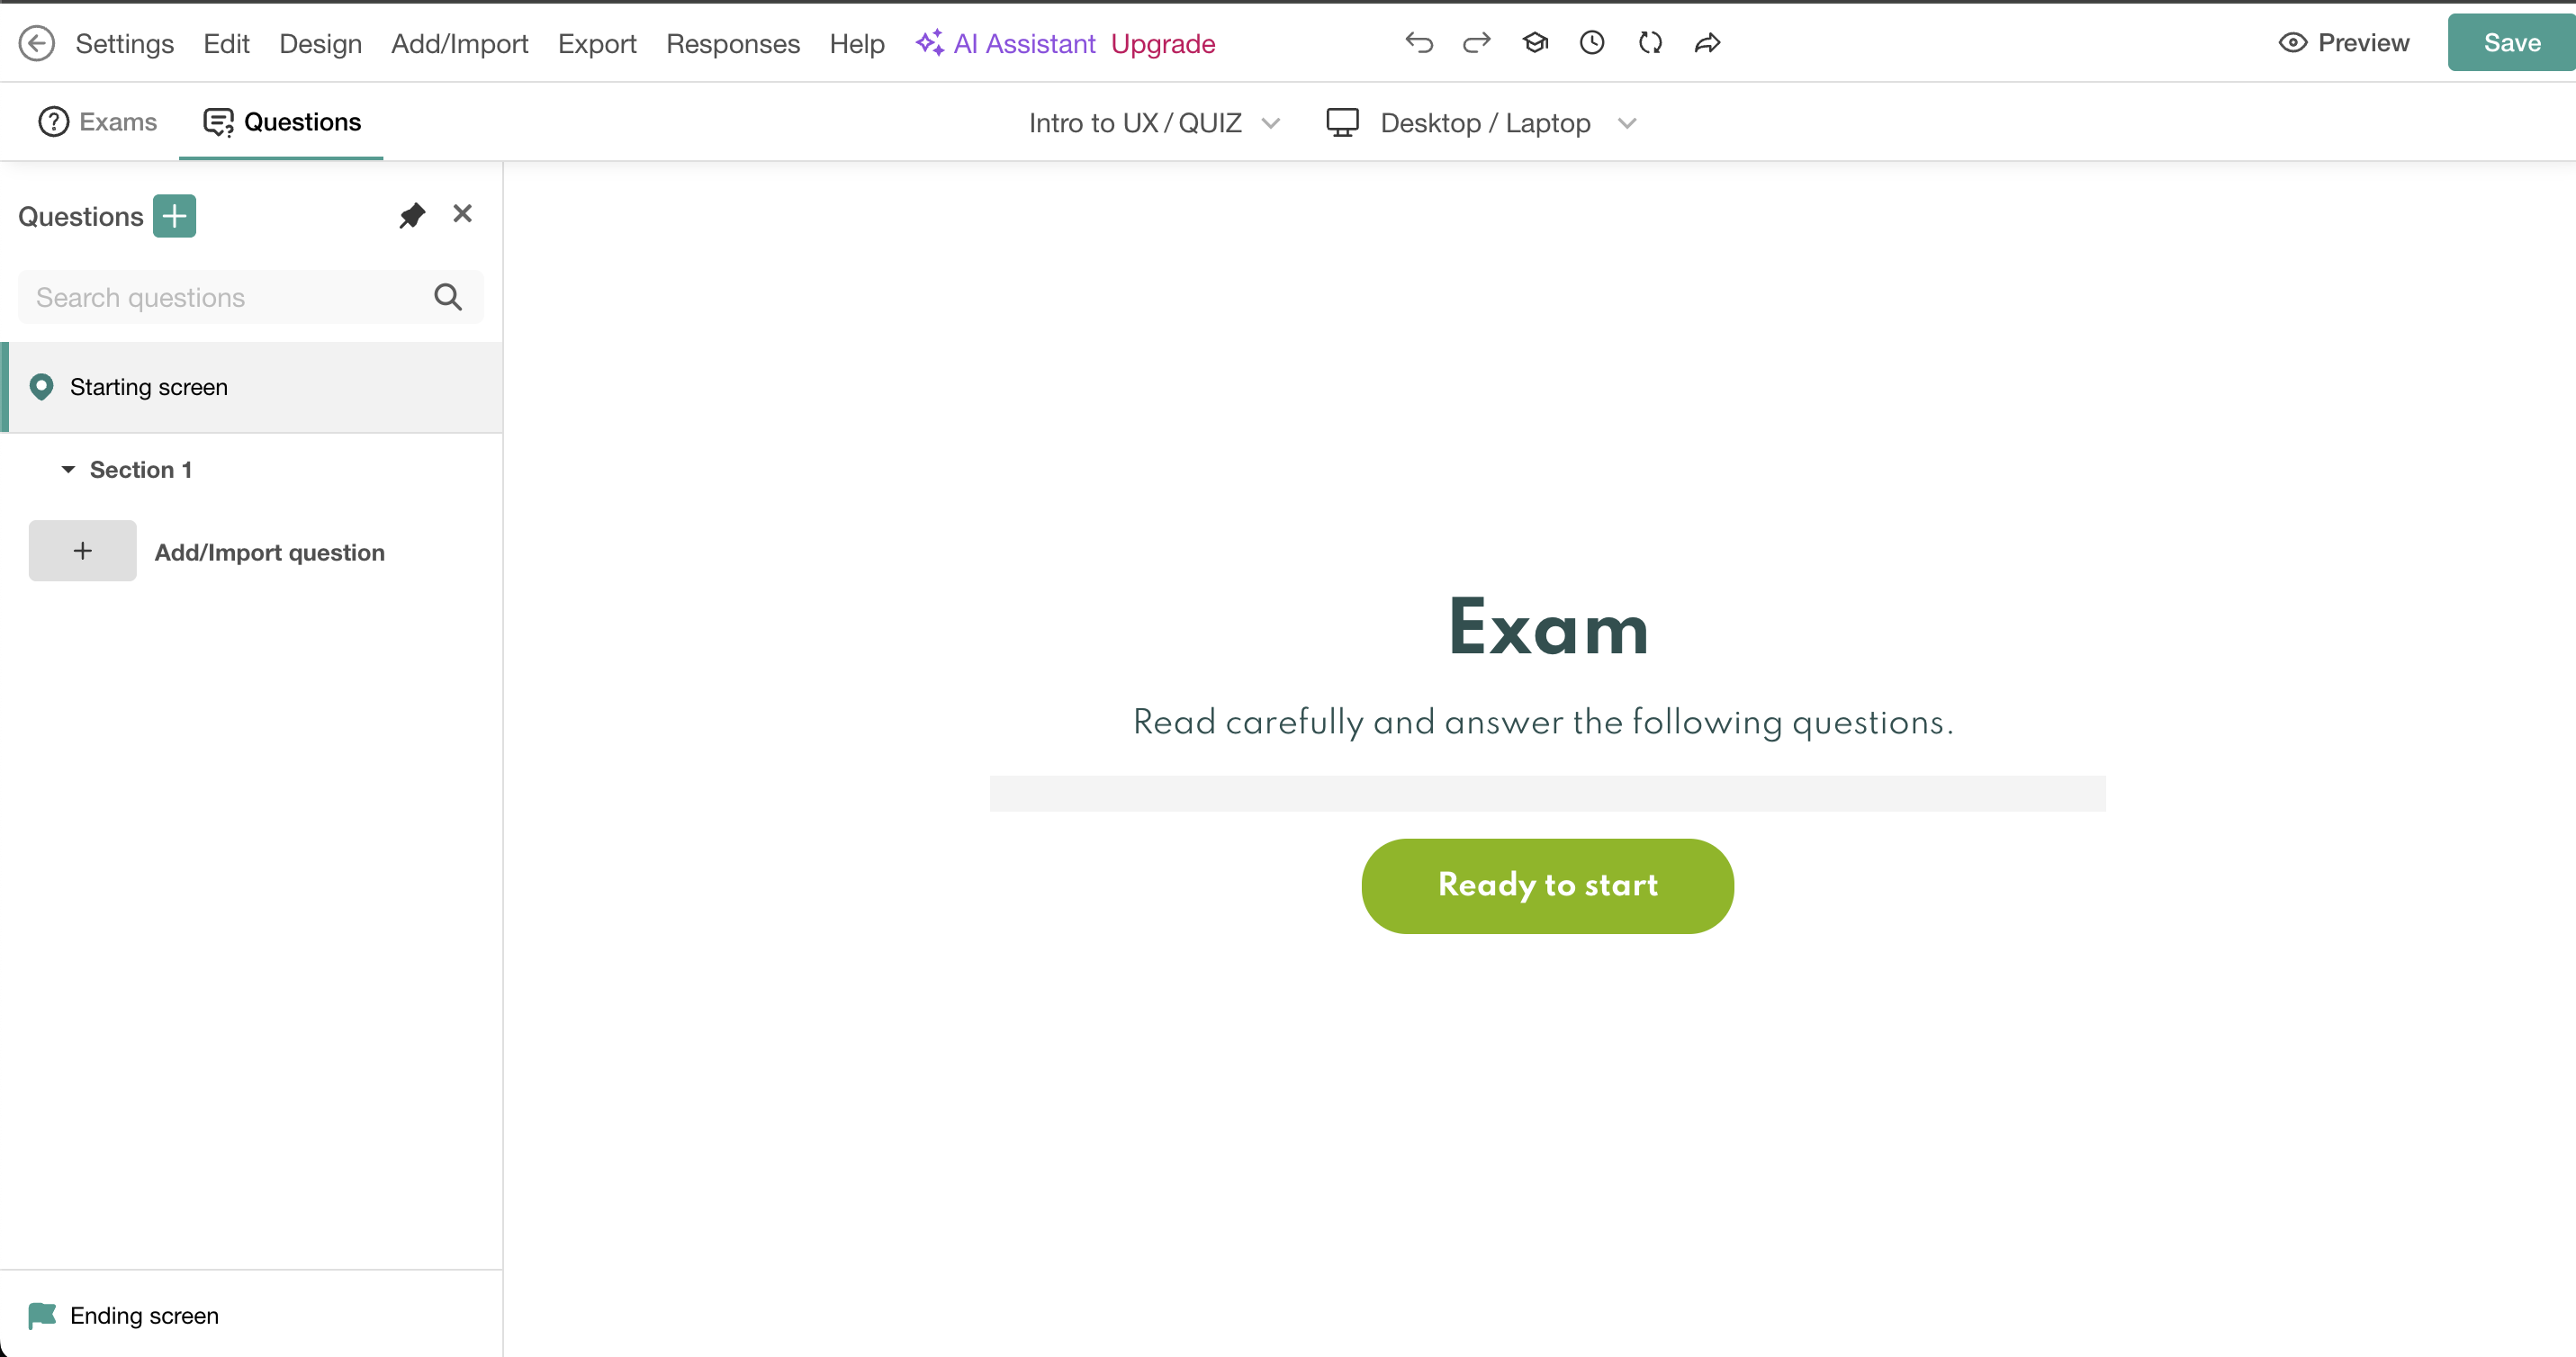 Settings Edit Design Add/Import Export Responses Help AI Assistant Upgrade Preview Save
Exams Questions Intro to UX / QUIZ Desktop / Laptop
Questions
Search questions
Starting screen
Section 1
Add/Import question
Exam
Read carefully and answer the following questions.
Ready to start
Ending screen